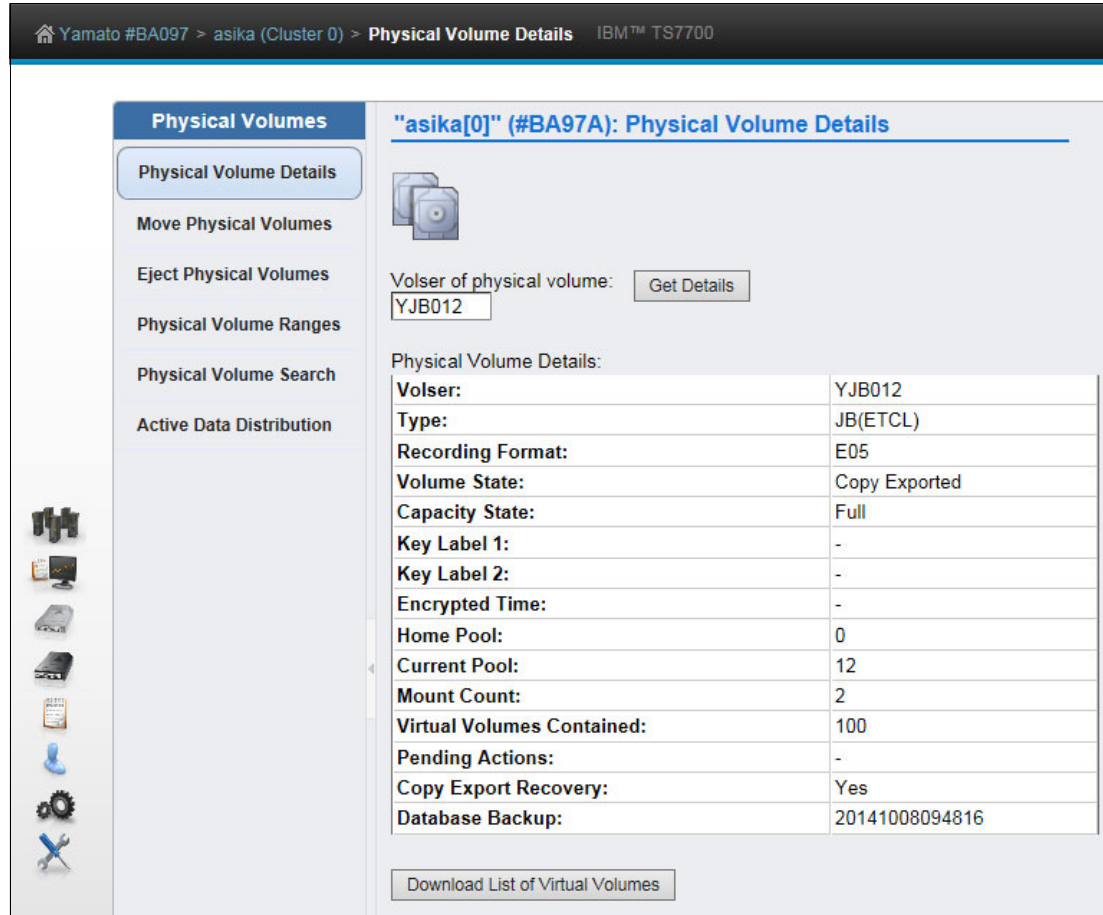 Yamato #BA097 > asika (Cluster 0) > Physical Volume Details IBM™ TS7700
Physical Volumes
Physical Volume Details
Move Physical Volumes
Eject Physical Volumes
Physical Volume Ranges
Physical Volume Search
Active Data Distribution
"asika[0]" (#BA97A): Physical Volume Details
Volser of physical volume: Get Details
YJB012
Physical Volume Details:
Volser: YJB012
Type: JB(ETCL)
Recording Format: E05
Volume State: Copy Exported
Capacity State: Full
Key Label 1: -
Key Label 2: -
Encrypted Time: -
Home Pool: 0
Current Pool: 12
Mount Count: 2
Virtual Volumes Contained: 100
Pending Actions: -
Copy Export Recovery: Yes
Database Backup: 20141008094816
Download List of Virtual Volumes